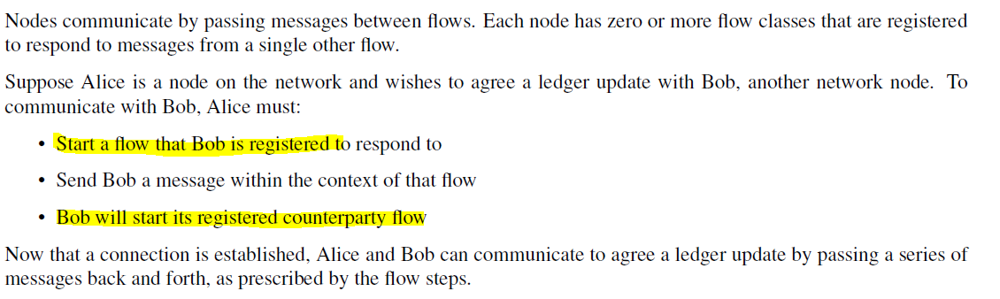 Nodes communicate by passing messages between flows. Each node has zero or more flow classes that are registered
to respond to messages from a single other flow.
Suppose Alice is a node on the network and wishes to agree a ledger update with Bob, another network node. To
communicate with Bob, Alice must:
• Start a flow that Bob is registered to respond to
• Send Bob a message within the context of that flow
• Bob will start its registered counterparty flow
Now that a connection is established, Alice and Bob can communicate to agree a ledger update by passing a series of
messages back and forth, as prescribed by the flow steps.